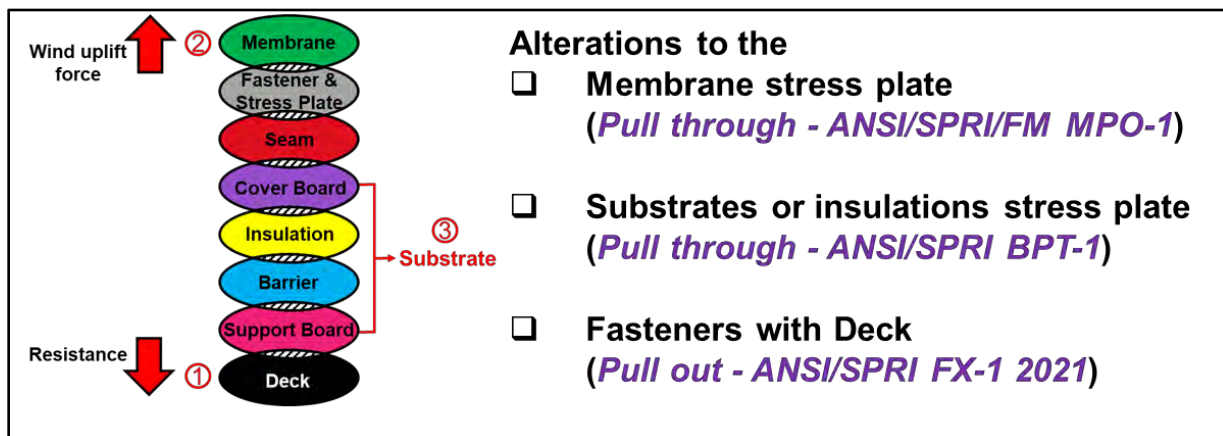 Wind uplift
force
②
Membrane
Fastener &
Stress Plate
Seam
Cover Board
Insulation
Barrier
Support Board
Deck
③
Substrate
Resistance
①
Alterations to the
❑ Membrane stress plate
(Pull through - ANSI/SPRI/FM MPO-1)
❑ Substrates or insulations stress plate
(Pull through - ANSI/SPRI BPT-1)
❑ Fasteners with Deck
(Pull out - ANSI/SPRI FX-1 2021)